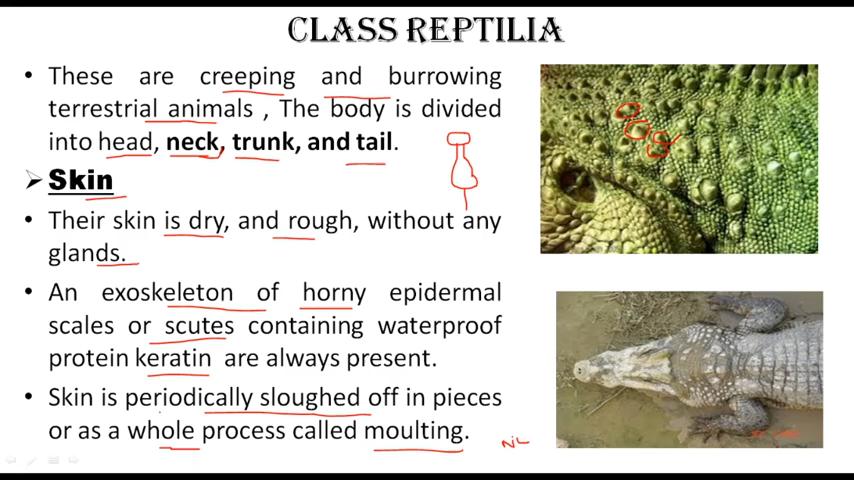 CLASS REPTILIA
• These are creeping and burrowing
terrestrial animals , The body is divided
into head, neck, trunk, and tail.
➢ Skin
• Their skin is dry, and rough, without any
glands.
• An exoskeleton of horny epidermal
scales or scutes containing waterproof
protein keratin are always present.
• Skin is periodically sloughed off in pieces
or as a whole process called moulting.